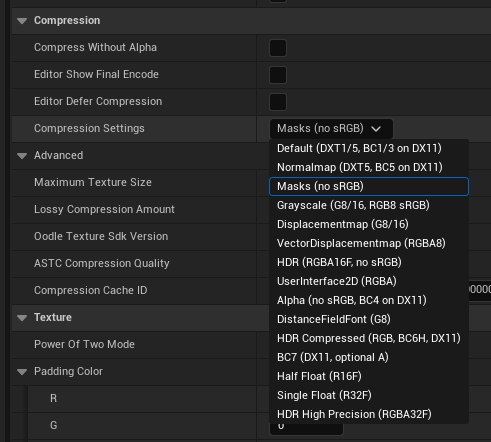 Compression
Compress Without Alpha
Editor Show Final Encode
Editor Defer Compression
Compression Settings Masks (no sRGB)
Default (DXT1/5, BC1/3 on DX11)
Advanced
Normalmap (DXT5, BC5 on DX11)
Maximum Texture Size Masks (no sRGB)
Lossy Compression Amount Grayscale (G8/16, RGB8 sRGB)
Displacementmap (G8/16)
Oodle Texture Sdk Version VectorDisplacementmap (RGBA8)
ASTC Compression Quality HDR (RGBA16F, no sRGB)
UserInterface2D (RGBA)
Compression Cache ID Alpha (no sRGB, BC4 on DX11)
Texture DistanceFieldFont (G8)
Power Of Two Mode HDR Compressed (RGB, BC6H, DX11)
BC7 (DX11, optional A)
Padding Color Half Float (R16F)
R Single Float (R32F)
HDR High Precision (RGBA32F)
G 0